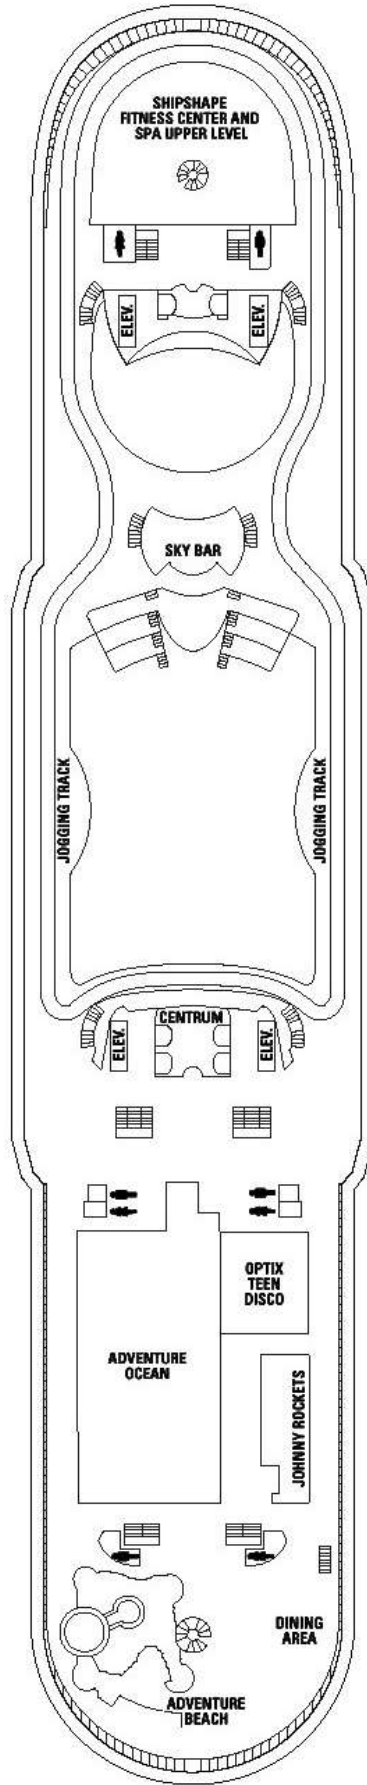 SHIPSHAPE
FITNESS CENTER AND
SPA UPPER LEVEL
ELEV.
ELEV.
SKY BAR
JOGGING TRACK
JOGGING TRACK
CENTRUM
ELEV.
ELEV.
OPTIX
TEEN
DISCO
ADVENTURE
OCEAN
JOHNNY ROCKETS
DINING
AREA
ADVENTURE
BEACH